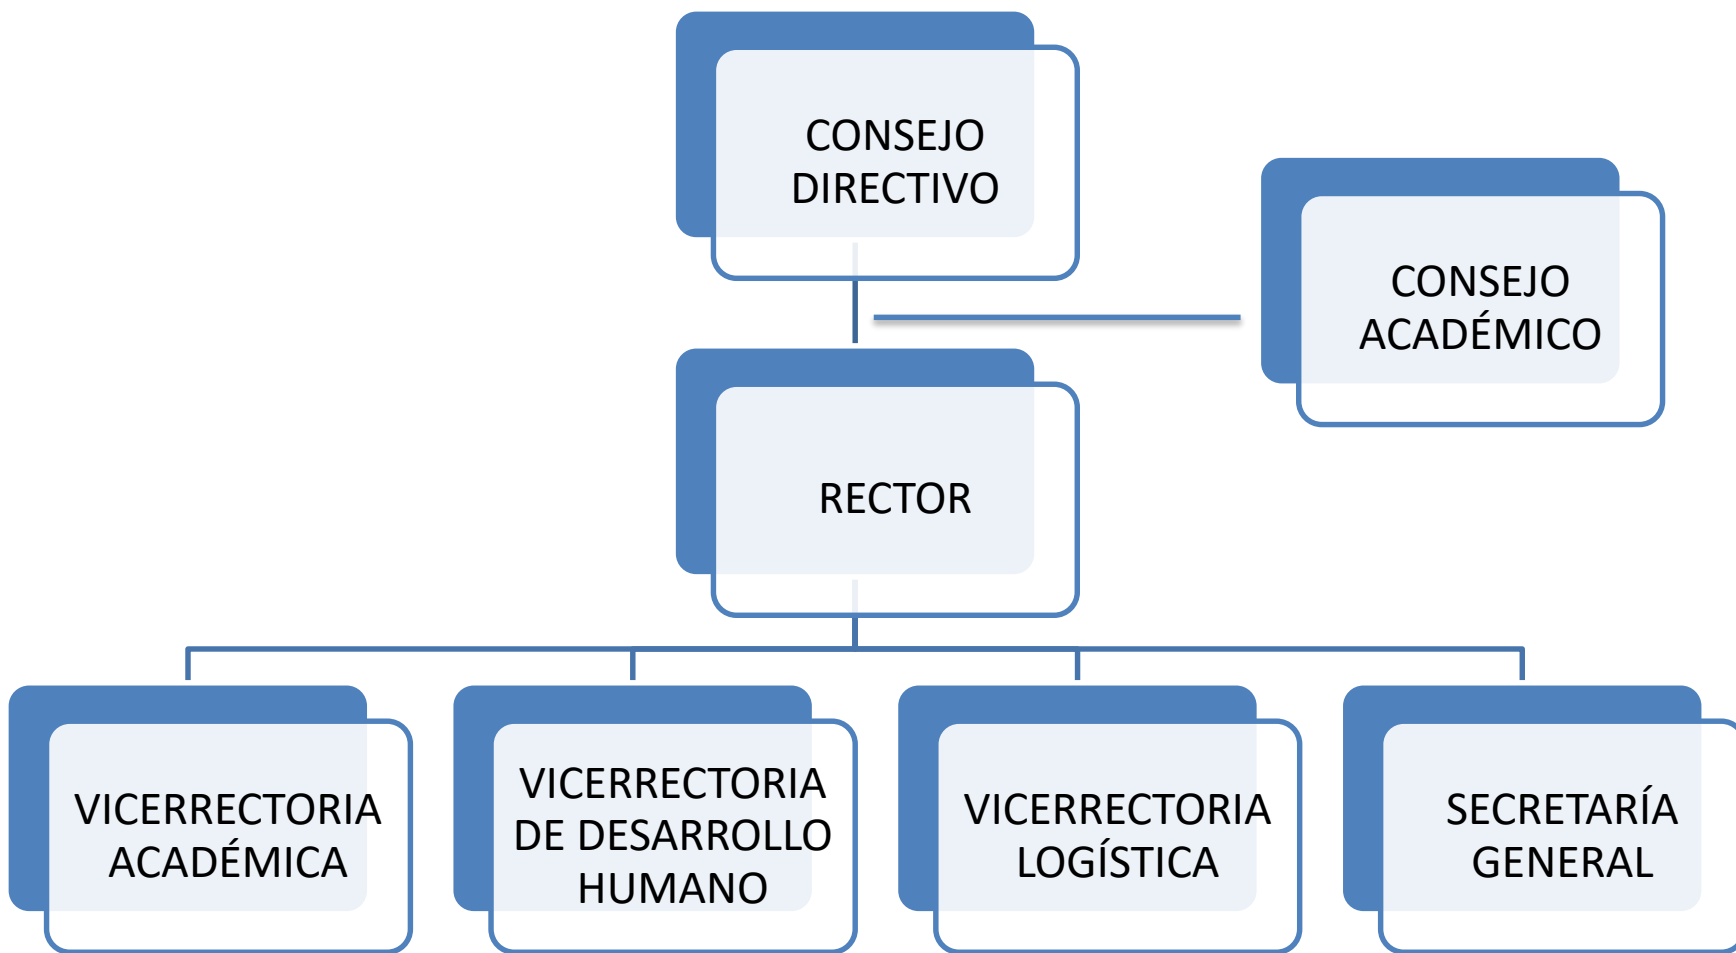 CONSEJO
DIRECTIVO
CONSEJO
ACADÉMICO
RECTOR
VICERRECTORIA
ACADÉMICA
VICERRECTORIA
DE DESARROLLO
HUMANO
VICERRECTORIA
LOGÍSTICA
SECRETARÍA
GENERAL